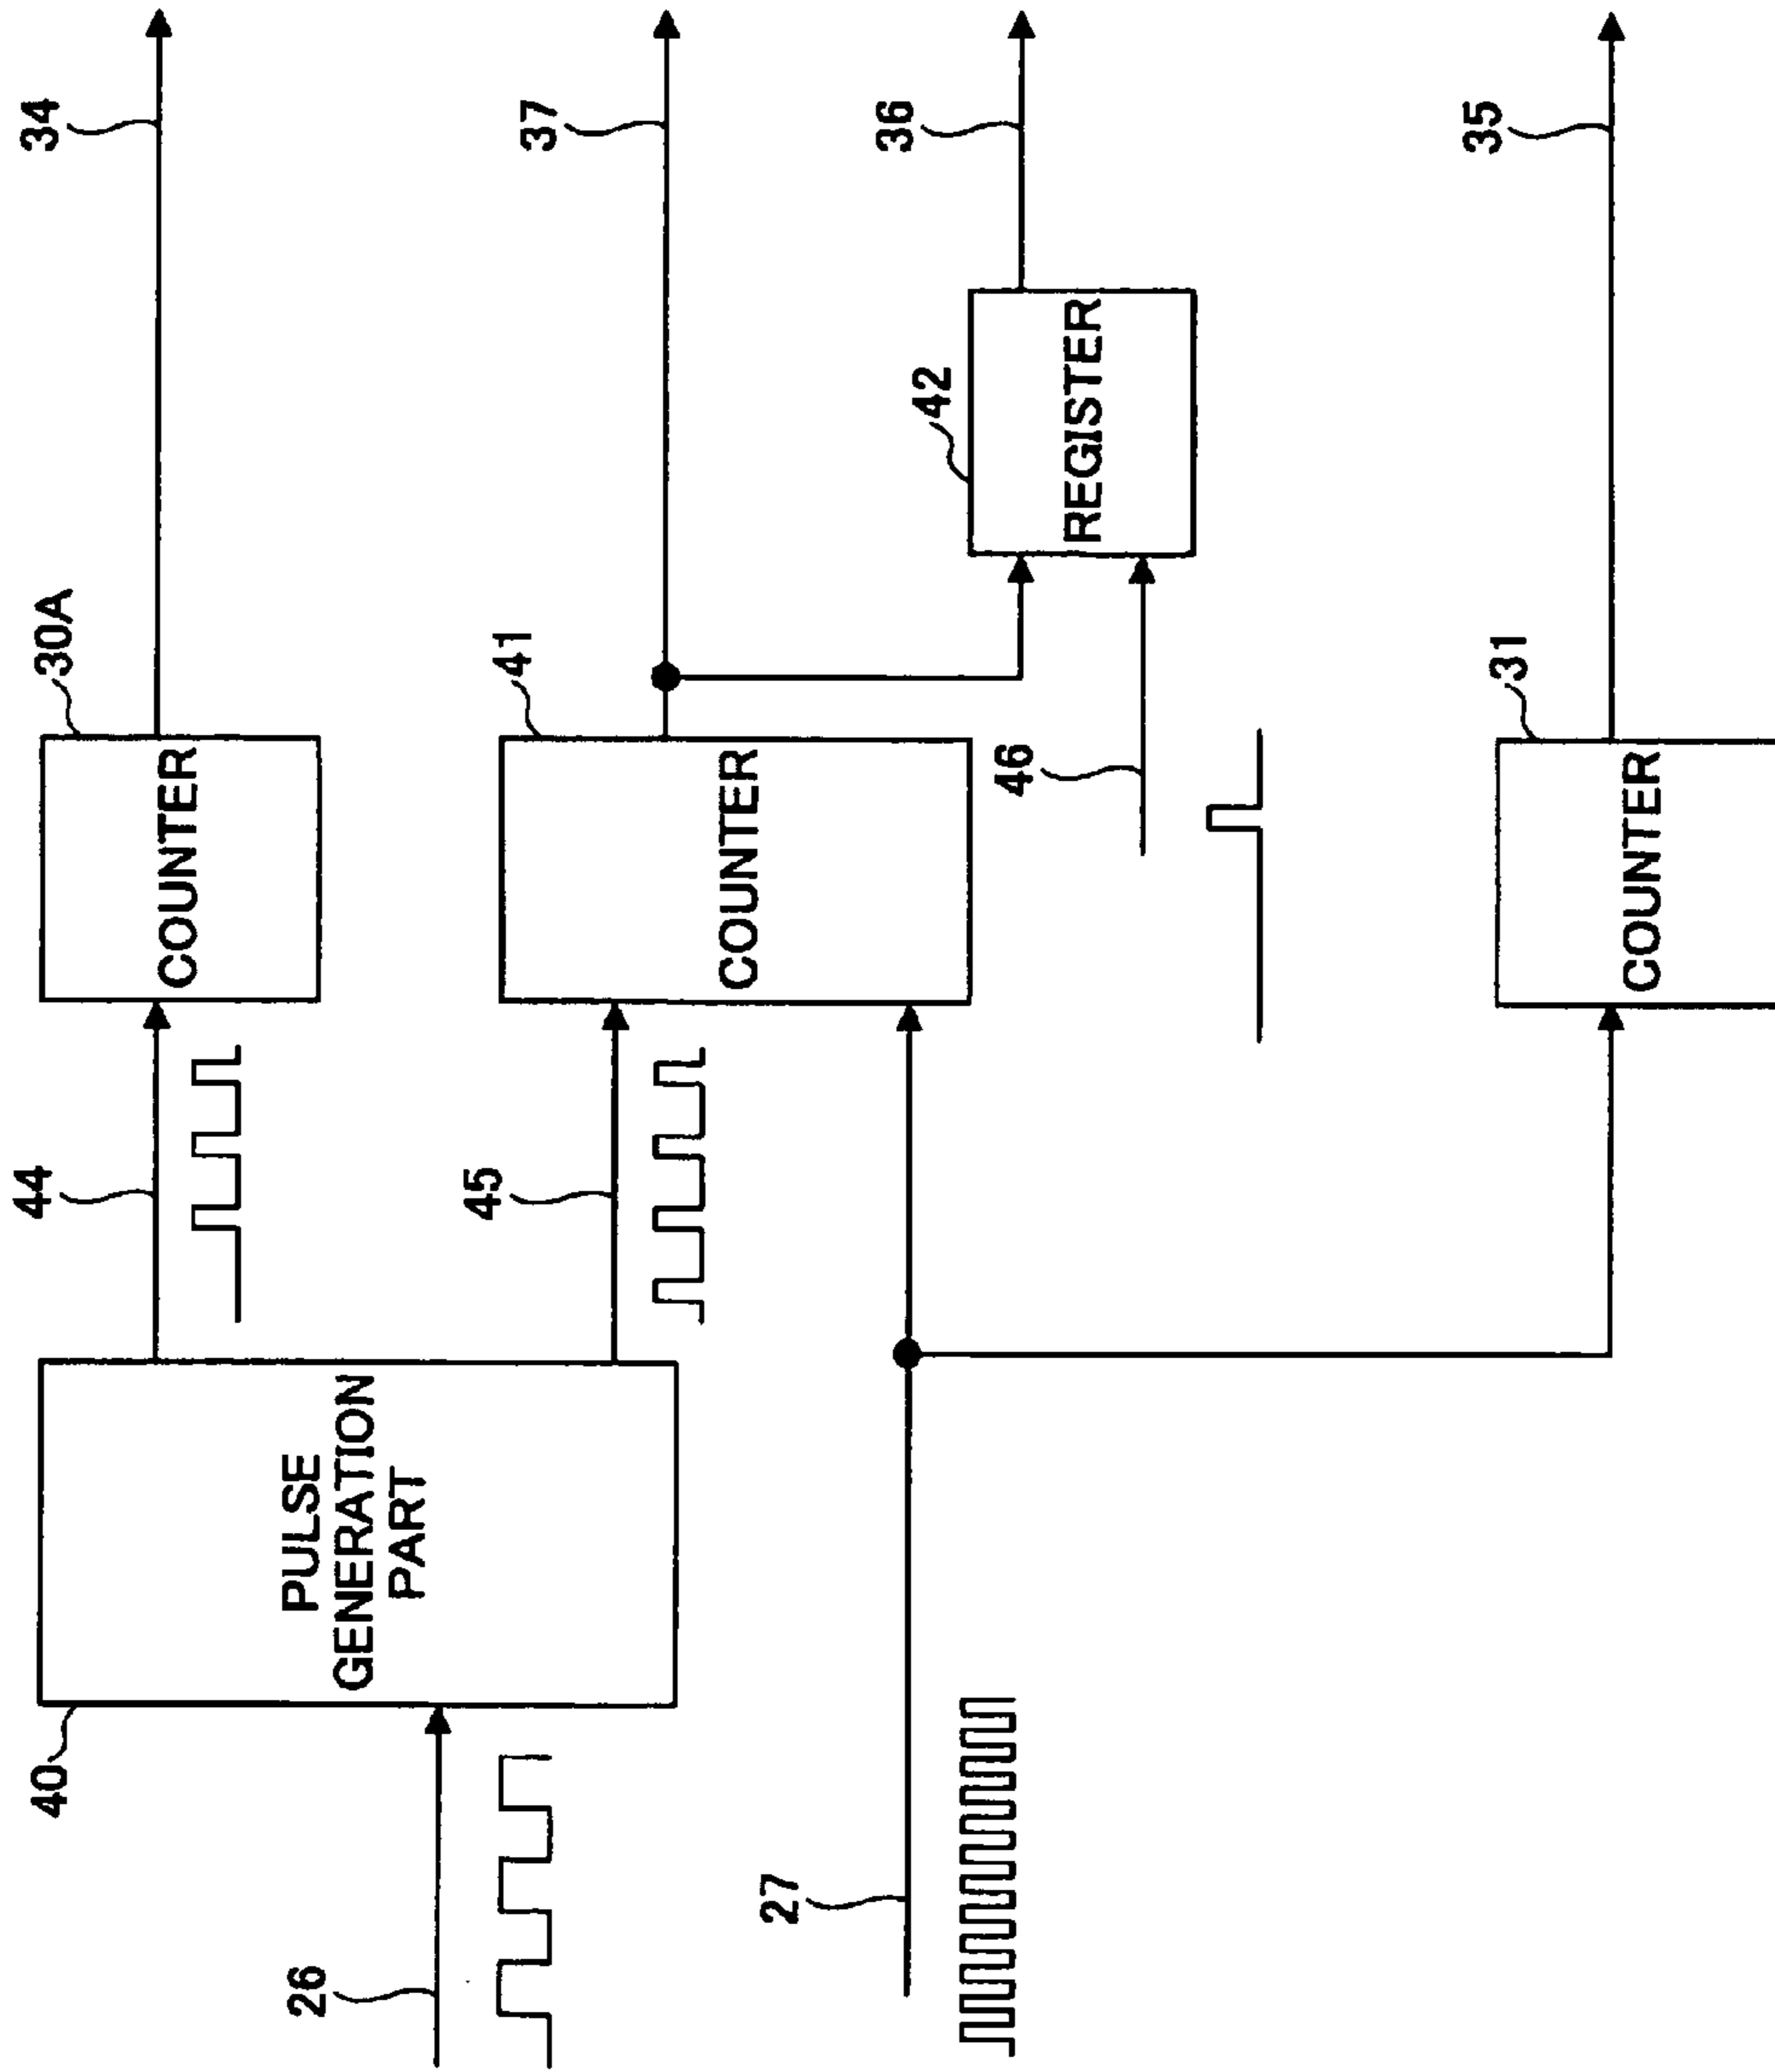 26
27
40
PULSE
GENERATION
PART
44
45
30A
COUNTER
41
COUNTER
46
31
COUNTER
42
REGISTER
34
37
36
35